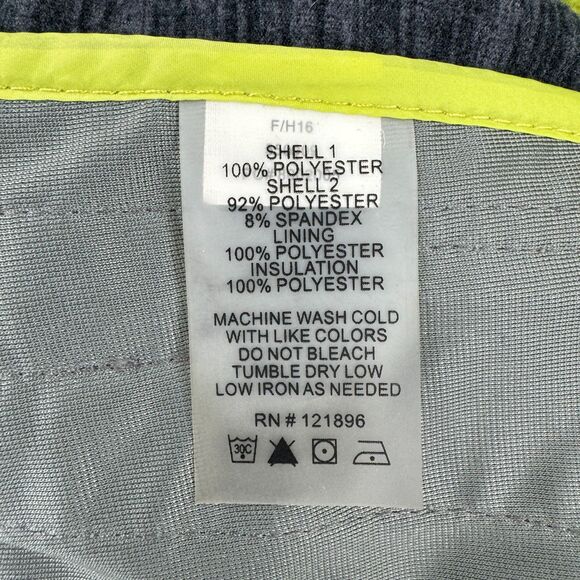 F/H16
SHELL 1
100% POLYESTER
SHELL 2
92% POLYESTER
8% SPANDEX
LINING
100% POLYESTER
INSULATION
100% POLYESTER
MACHINE WASH COLD
WITH LIKE COLORS
DO NOT BLEACH
TUMBLE DRY LOW
LOW IRON AS NEEDED
RN # 121896
30C